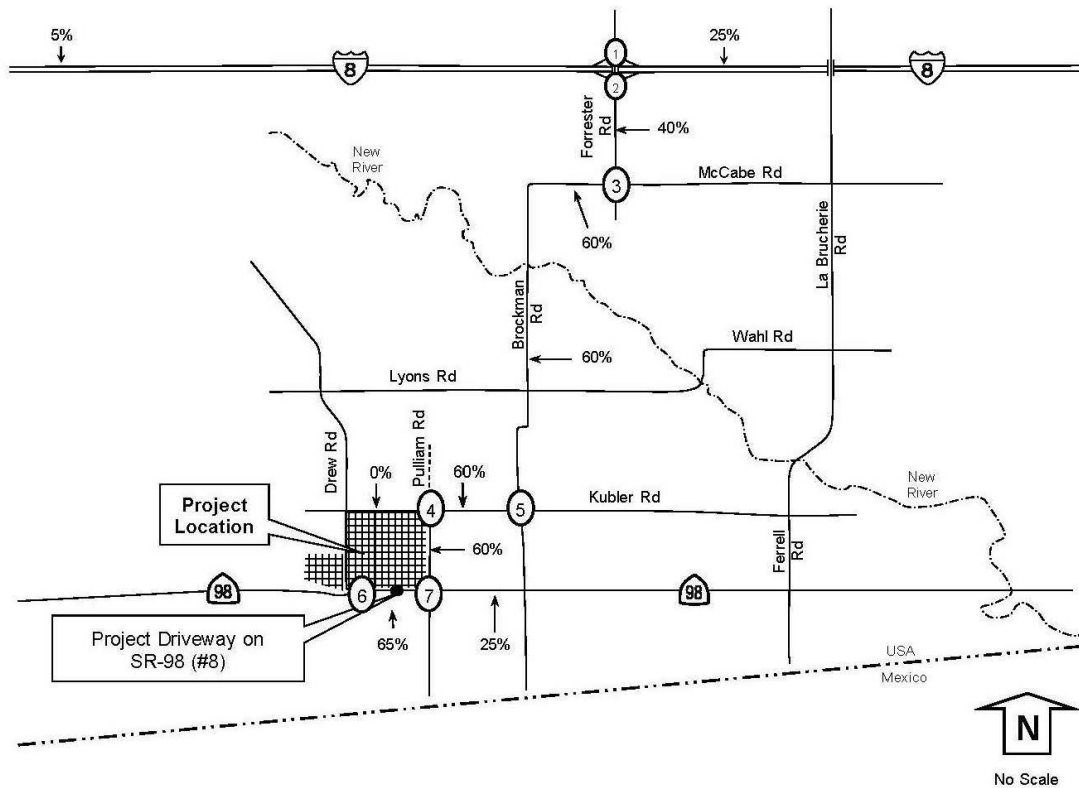 5%
25%
8
8
1
2
Forrester
Rd
40%
New
River
McCabe Rd
3
60%
La Brucherie
Rd
Brockman
Rd
Wahl Rd
60%
Lyons Rd
Drew Rd
Pulliam Rd
0%
60%
New
River
Project
Location
4
5
Kubler Rd
60%
Ferrell
Rd
98
6
7
98
Project Driveway on
SR-98 (#8)
65%
25%
USA
Mexico
N
No Scale